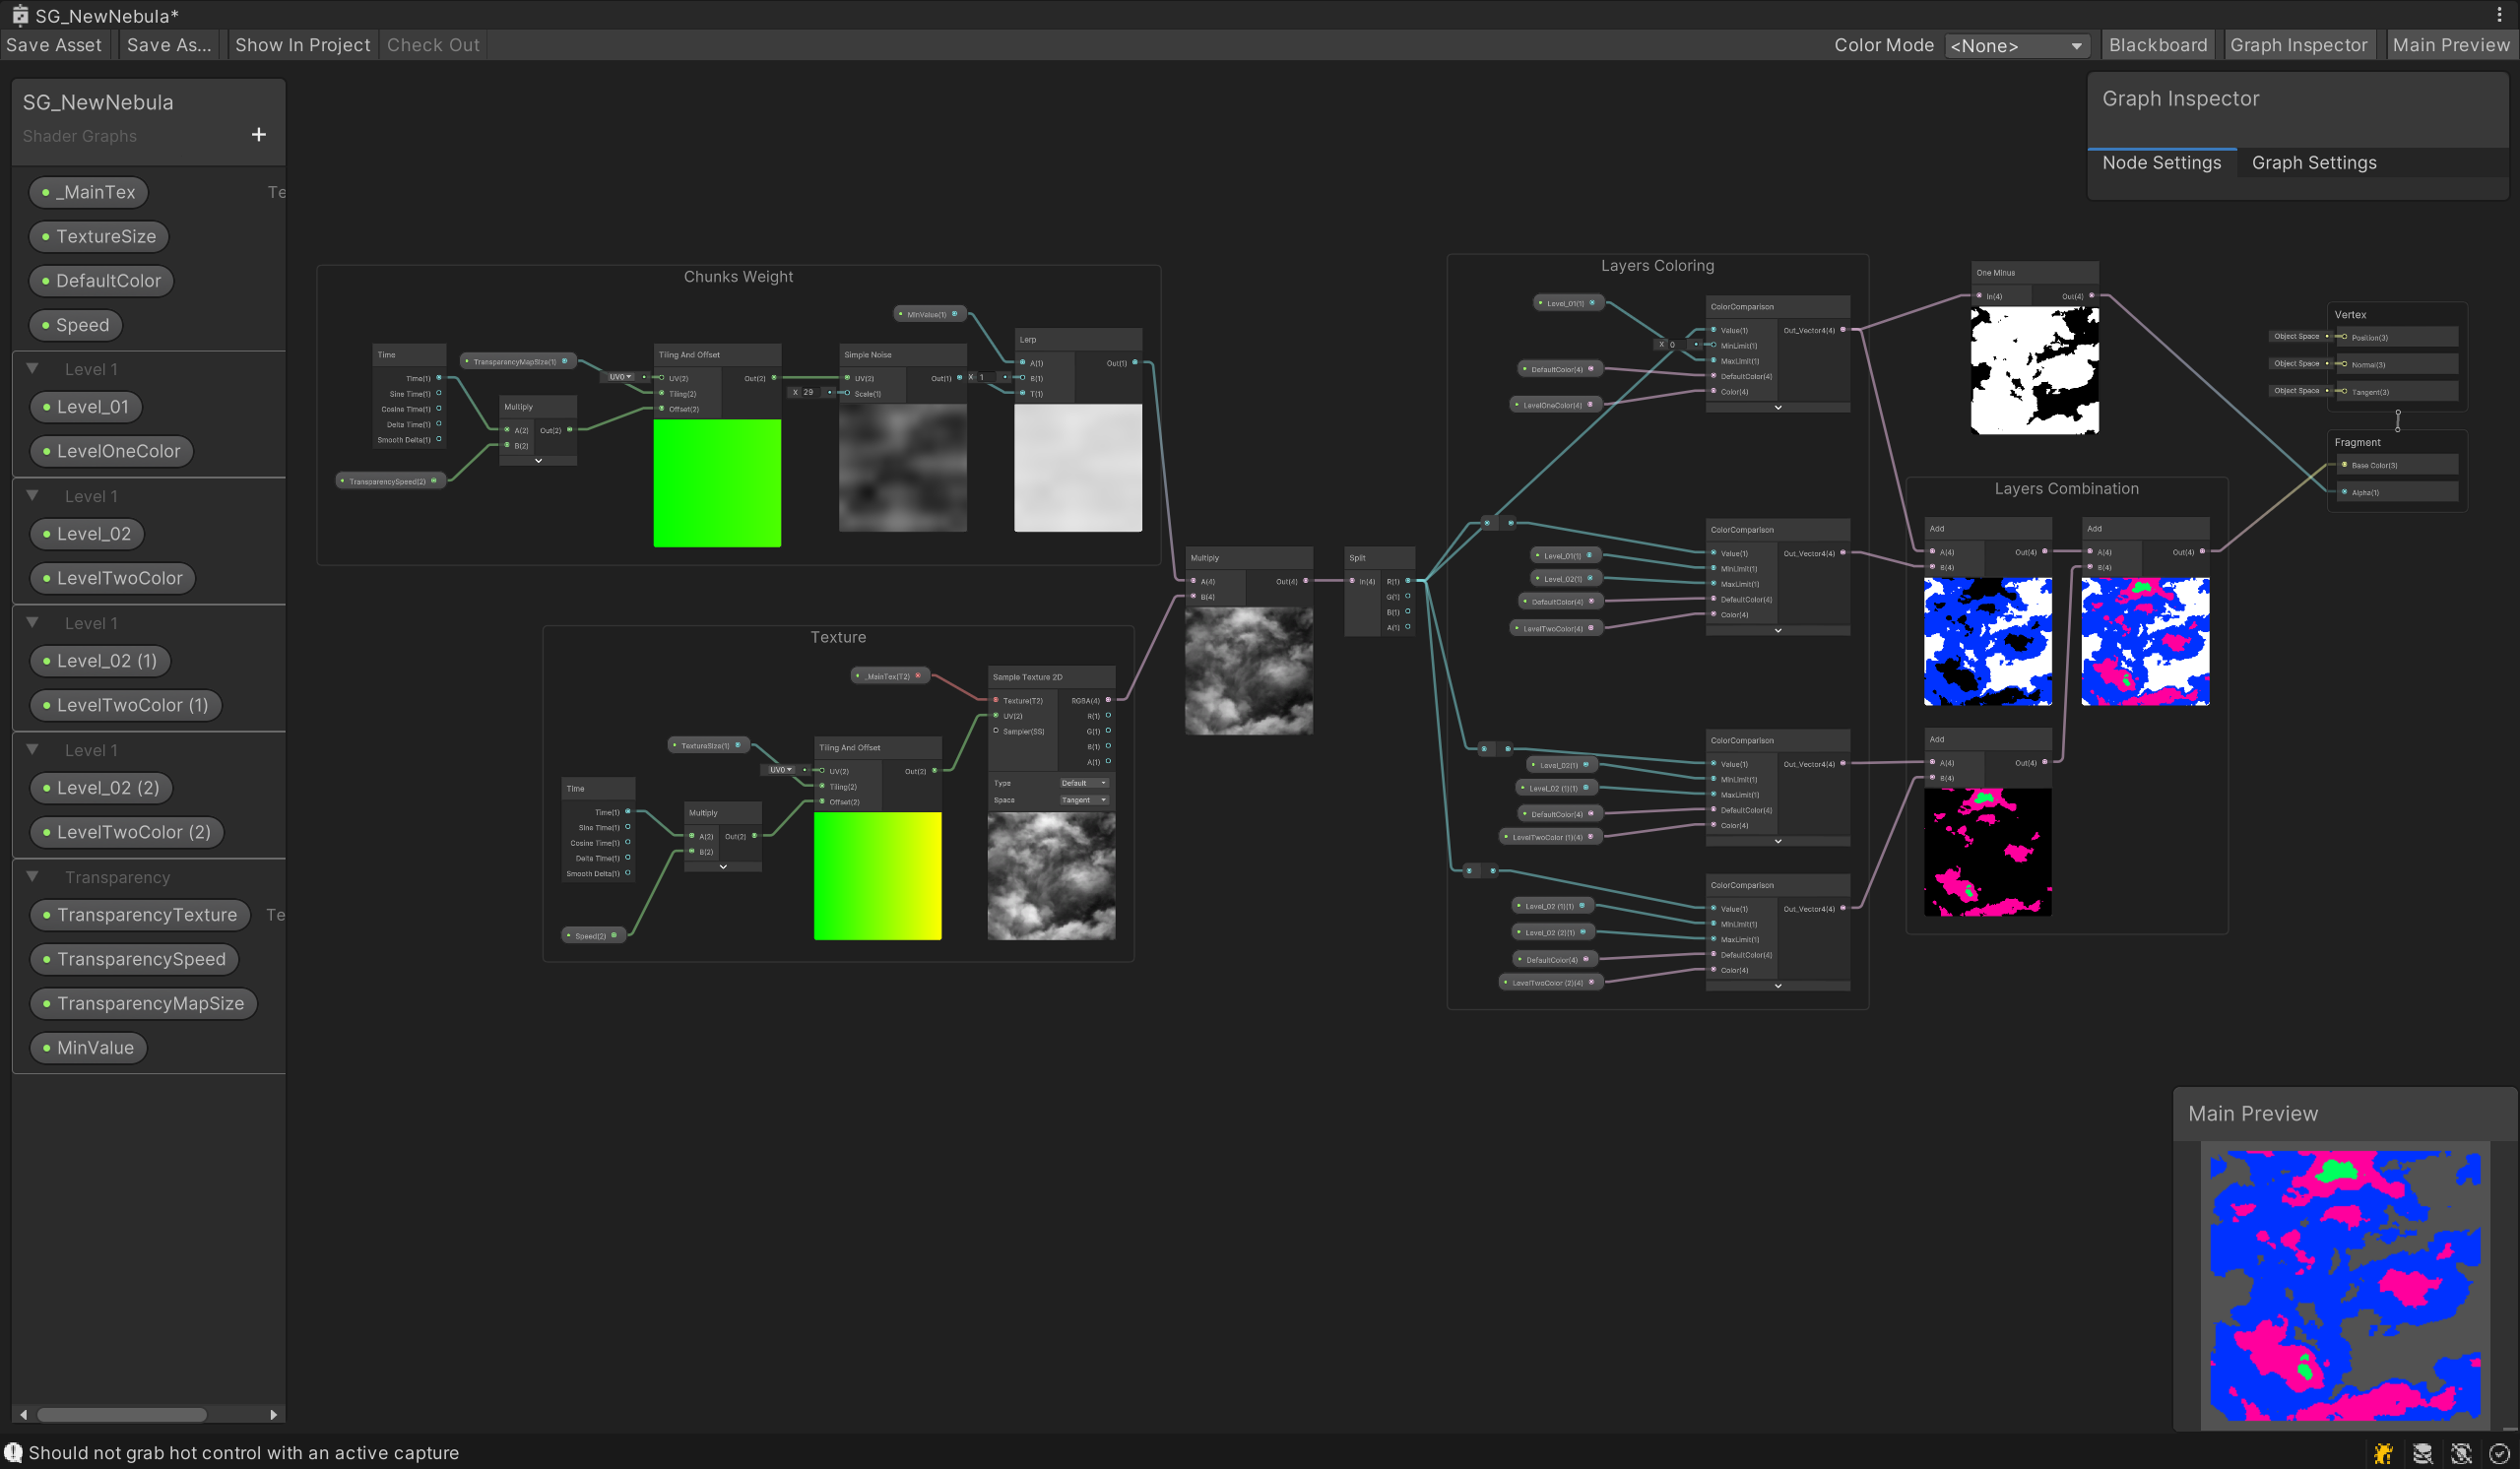 SG_NewNebula*
Save Asset
Save As...
Show In Project
Check Out
Color Mode
<None>
Blackboard
Graph Inspector
Main Preview
SG_NewNebula
Shader Graphs
+
_MainTex
Te
TextureSize
DefaultColor
Speed
Level 1
Level_01
LevelOneColor
Level 1
Level_02
LevelTwoColor
Level 1
Level_02 (1)
LevelTwoColor (1)
Level 1
Level_02 (2)
LevelTwoColor (2)
Transparency
TransparencyTexture
Te
TransparencySpeed
TransparencyMapSize
MinValue
Chunks Weight
Time
Time(1)
Sine Time(1)
Cosine Time(1)
Delta Time(1)
Smooth Delta(1)
TransparencySpeed(2)
TransparencyMapSize(1)
Multiply
A(2)
B(2)
Out(2)
UV0
Tiling And Offset
UV(2)
Tiling(2)
Offset(2)
Out(2)
X 29
Simple Noise
UV(2)
Scale(1)
Out(1)
MinValue(1)
X 1
Lerp
A(1)
B(1)
T(1)
Out(1)
Texture
Time
Time(1)
Sine Time(1)
Cosine Time(1)
Delta Time(1)
Smooth Delta(1)
Speed(2)
Multiply
A(2)
B(2)
Out(2)
TextureSize(1)
UV0
Tiling And Offset
UV(2)
Tiling(2)
Offset(2)
Out(2)
_MainTex(T2)
Sample Texture 2D
Texture(T2)
UV(2)
Sampler(SS)
RGBA(4)
R(1)
G(1)
B(1)
A(1)
Type
Default
Space
Tangent
Multiply
A(4)
B(4)
Out(4)
Split
In(4)
R(1)
G(1)
B(1)
A(1)
Layers Coloring
Level_01(1)
X 0
DefaultColor(4)
LevelOneColor(4)
ColorComparison
Value(1)
MinLimit(1)
MaxLimit(1)
DefaultColor(4)
Color(4)
Out_Vector4(4)
Level_01(1)
Level_02(1)
DefaultColor(4)
LevelTwoColor(4)
ColorComparison
Value(1)
MinLimit(1)
MaxLimit(1)
DefaultColor(4)
Color(4)
Out_Vector4(4)
Level_02(1)
Level_02 (1)(1)
DefaultColor(4)
LevelTwoColor (1)(4)
ColorComparison
Value(1)
MinLimit(1)
MaxLimit(1)
DefaultColor(4)
Color(4)
Out_Vector4(4)
Level_02 (1)(1)
Level_02 (2)(1)
DefaultColor(4)
LevelTwoColor (2)(4)
ColorComparison
Value(1)
MinLimit(1)
MaxLimit(1)
DefaultColor(4)
Color(4)
Out_Vector4(4)
One Minus
In(4)
Out(4)
Layers Combination
Add
A(4)
B(4)
Out(4)
Add
A(4)
B(4)
Out(4)
Add
A(4)
B(4)
Out(4)
Vertex
Object Space
Position(3)
Object Space
Normal(3)
Object Space
Tangent(3)
Fragment
Base Color(3)
Alpha(1)
Graph Inspector
Node Settings
Graph Settings
Main Preview
Should not grab hot control with an active capture